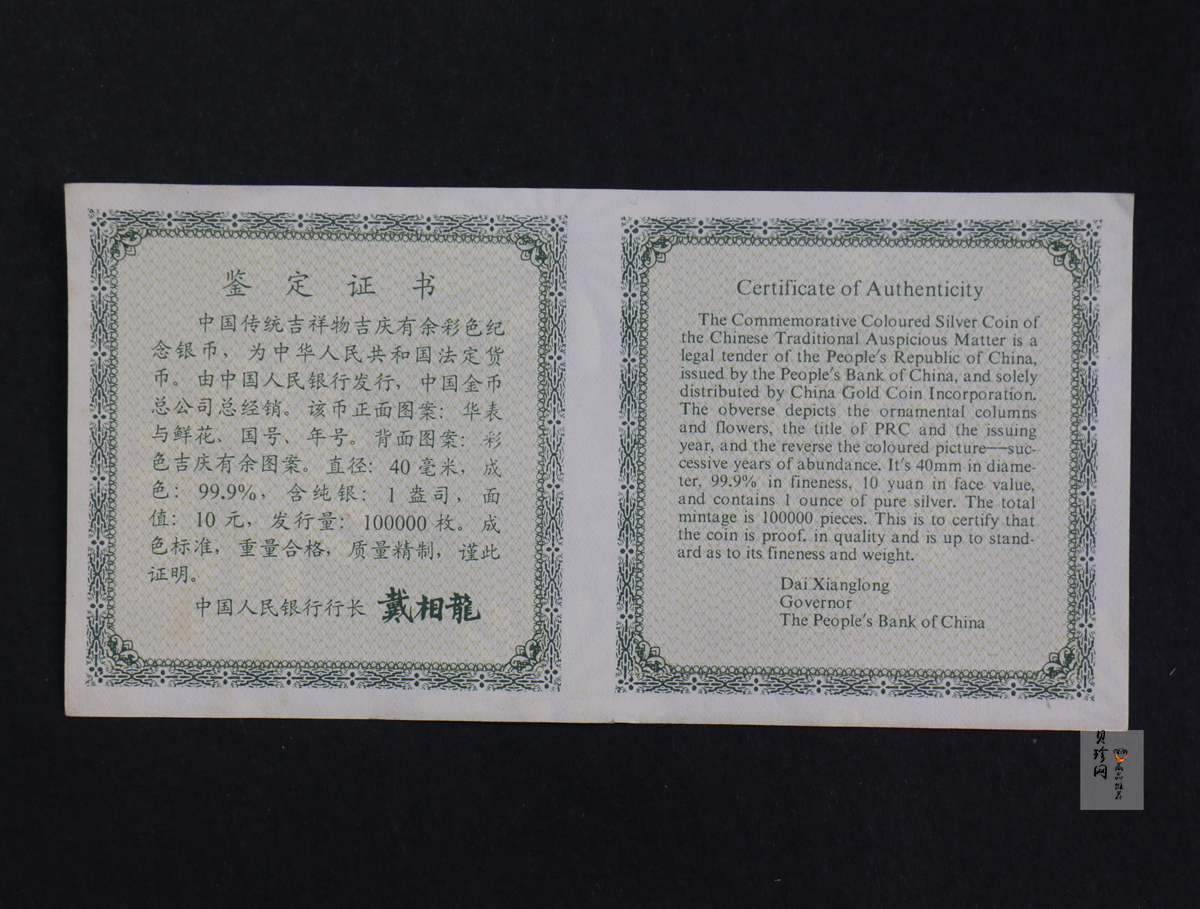 鉴定证书
中国传统吉祥物吉庆有余彩色纪
念银币，为中华人民共和国法定货
币。由中国人民银行发行，中国金币
总公司总经销。该币正面图案：华表
与鲜花、国号、年号。背面图案：彩
色吉庆有余图案。直径：40毫米，成
色：99.9%，含纯银：1盎司，面
值：10元，发行量：100000枚。成
色标准，重量合格，质量精制，谨此
证明。
中国人民银行行长 戴相龍
Certificate of Authenticity
The Commemorative Coloured Silver Coin of
the Chinese Traditional Auspicious Matter is a
legal tender of the People's Republic of China,
issued by the People's Bank of China, and solely
distributed by China Gold Coin Incorporation.
The obverse depicts the ornamental columns
and flowers, the title of PRC and the issuing
year, and the reverse the coloured picture—suc-
cessive years of abundance. It's 40mm in diame-
ter, 99.9% in fineness, 10 yuan in face value,
and contains 1 ounce of pure silver. The total
mintage is 100000 pieces. This is to certify that
the coin is proof. in quality and is up to stand-
ard as to its fineness and weight.
Dai Xianglong
Governor
The People's Bank of China
珍网
藏品推荐